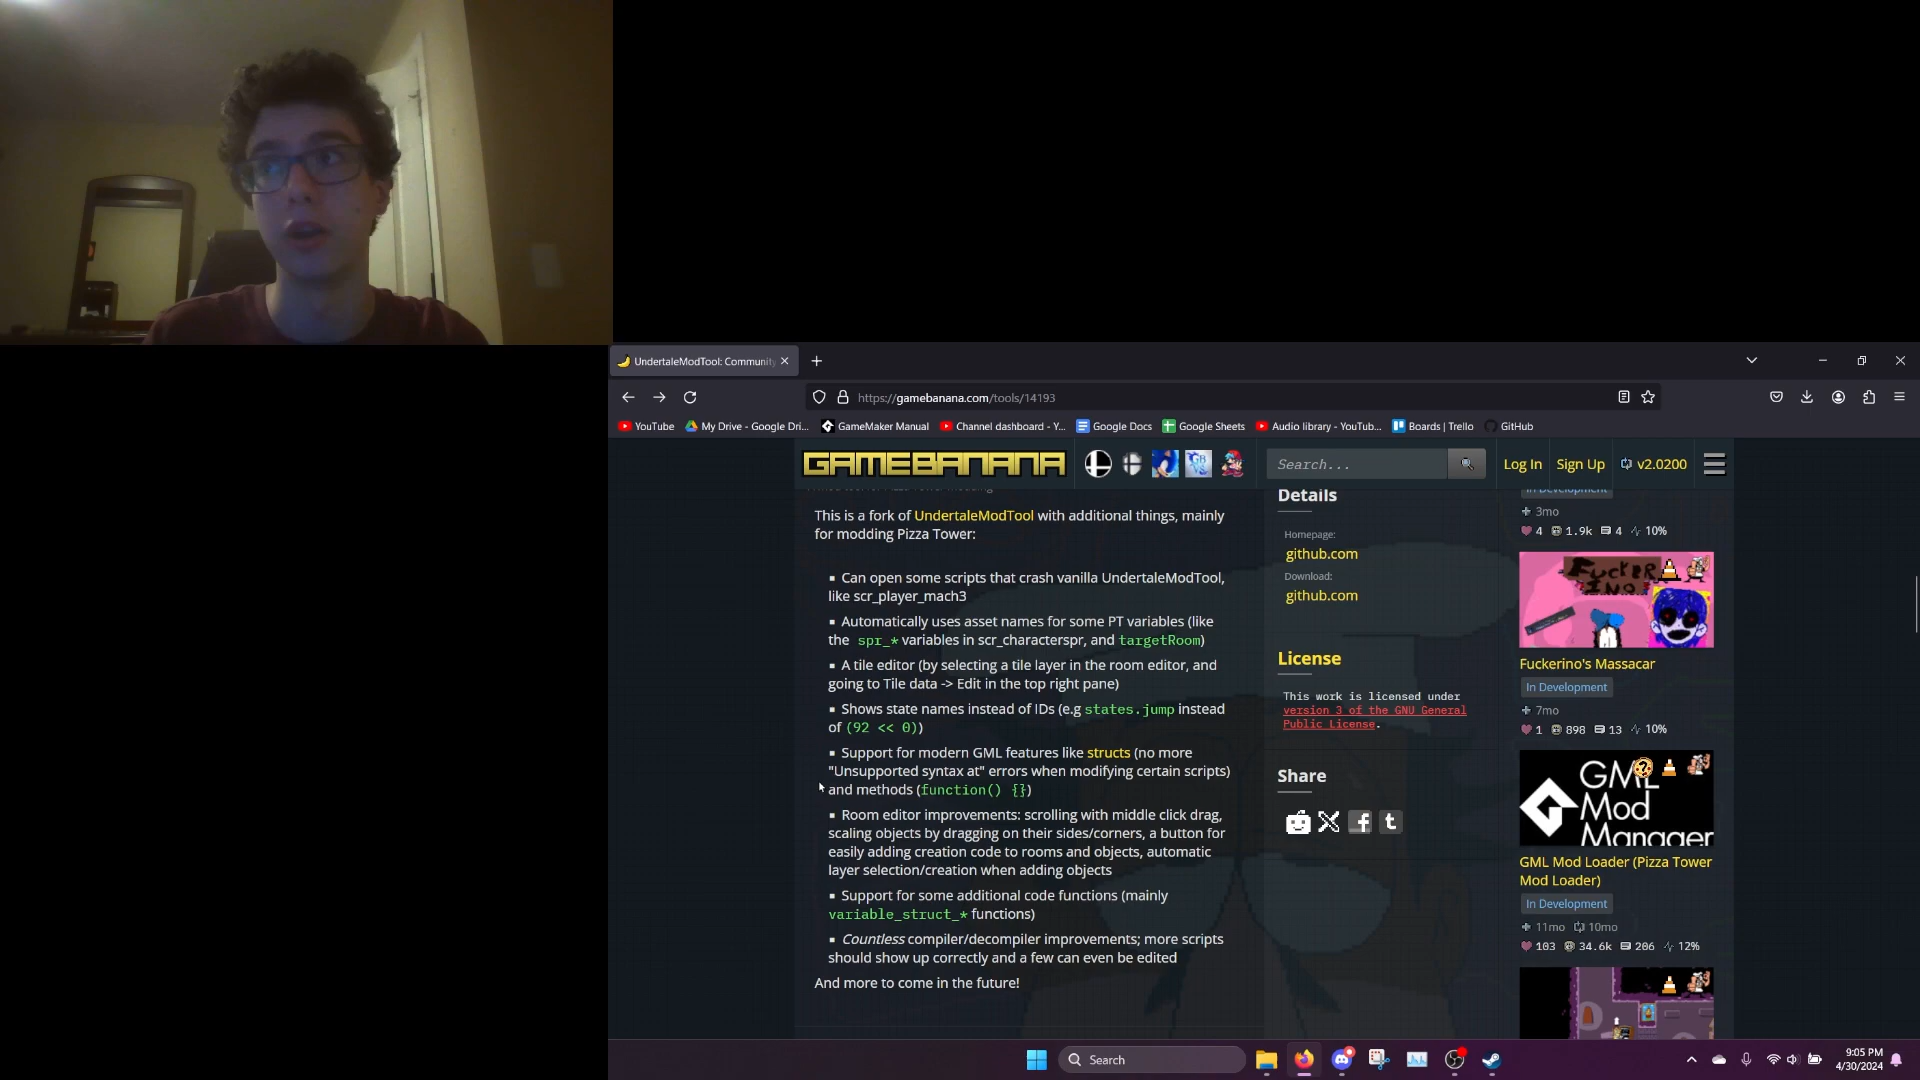 UndertaleModTool: Community
https://gamebanana.com/tools/14193
YouTube
My Drive - Google Dri...
GameMaker Manual
Channel dashboard - Y...
Google Docs
Google Sheets
Audio library - YouTub...
Boards | Trello
GitHub
GAMEBANANA
Search...
Log In
Sign Up
v2.0200
This is a fork of UndertaleModTool with additional things, mainly
for modding Pizza Tower:
▪ Can open some scripts that crash vanilla UndertaleModTool,
like scr_player_mach3
▪ Automatically uses asset names for some PT variables (like
the spr_* variables in scr_characterspr, and targetRoom)
▪ A tile editor (by selecting a tile layer in the room editor, and
going to Tile data -> Edit in the top right pane)
▪ Shows state names instead of IDs (e.g states.jump instead
of (92 << 0))
▪ Support for modern GML features like structs (no more
"Unsupported syntax at" errors when modifying certain scripts)
and methods (function() {})
▪ Room editor improvements: scrolling with middle click drag,
scaling objects by dragging on their sides/corners, a button for
easily adding creation code to rooms and objects, automatic
layer selection/creation when adding objects
▪ Support for some additional code functions (mainly
variable_struct_* functions)
▪ Countless compiler/decompiler improvements; more scripts
should show up correctly and a few can even be edited
And more to come in the future!
Details
Homepage:
github.com
Download:
github.com
License
This work is licensed under
version 3 of the GNU General
Public License.
Share
In Development
3mo
4 1.9k 4 10%
Fuckerino's Massacar
In Development
7mo
1 898 13 10%
GML
Mod
Manager
GML Mod Loader (Pizza Tower
Mod Loader)
In Development
11mo 10mo
103 34.6k 206 12%
Search
9:05 PM
4/30/2024